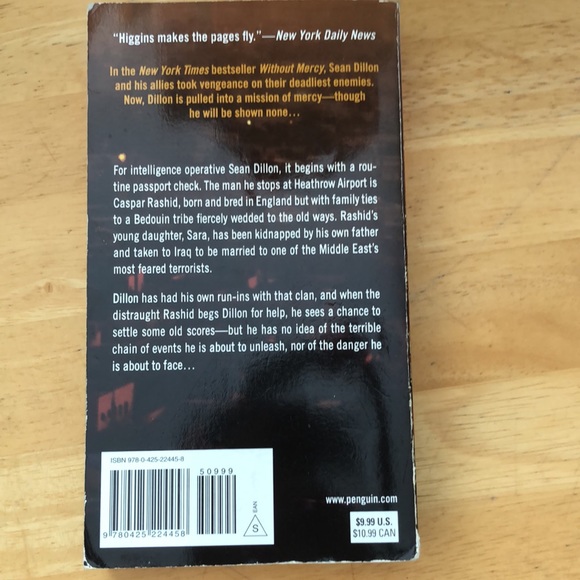 "Higgins makes the pages fly."—New York Daily News
In the New York Times bestseller Without Mercy, Sean Dillon
and his allies took vengeance on their deadliest enemies.
Now, Dillon is pulled into a mission of mercy—though
he will be shown none...
For intelligence operative Sean Dillon, it begins with a rou-
tine passport check. The man he stops at Heathrow Airport is
Caspar Rashid, born and bred in England but with family ties
to a Bedouin tribe fiercely wedded to the old ways. Rashid's
young daughter, Sara, has been kidnapped by his own father
and taken to Iraq to be married to one of the Middle East's
most feared terrorists.
Dillon has had his own run-ins with that clan, and when the
distraught Rashid begs Dillon for help, he sees a chance to
settle some old scores—but he has no idea of the terrible
chain of events he is about to unleash, nor of the danger he
is about to face...
ISBN 978-0-425-22445-8
50999
EAN
S
9 780425 224458
www.penguin.com
$9.99 U.S.
$10.99 CAN